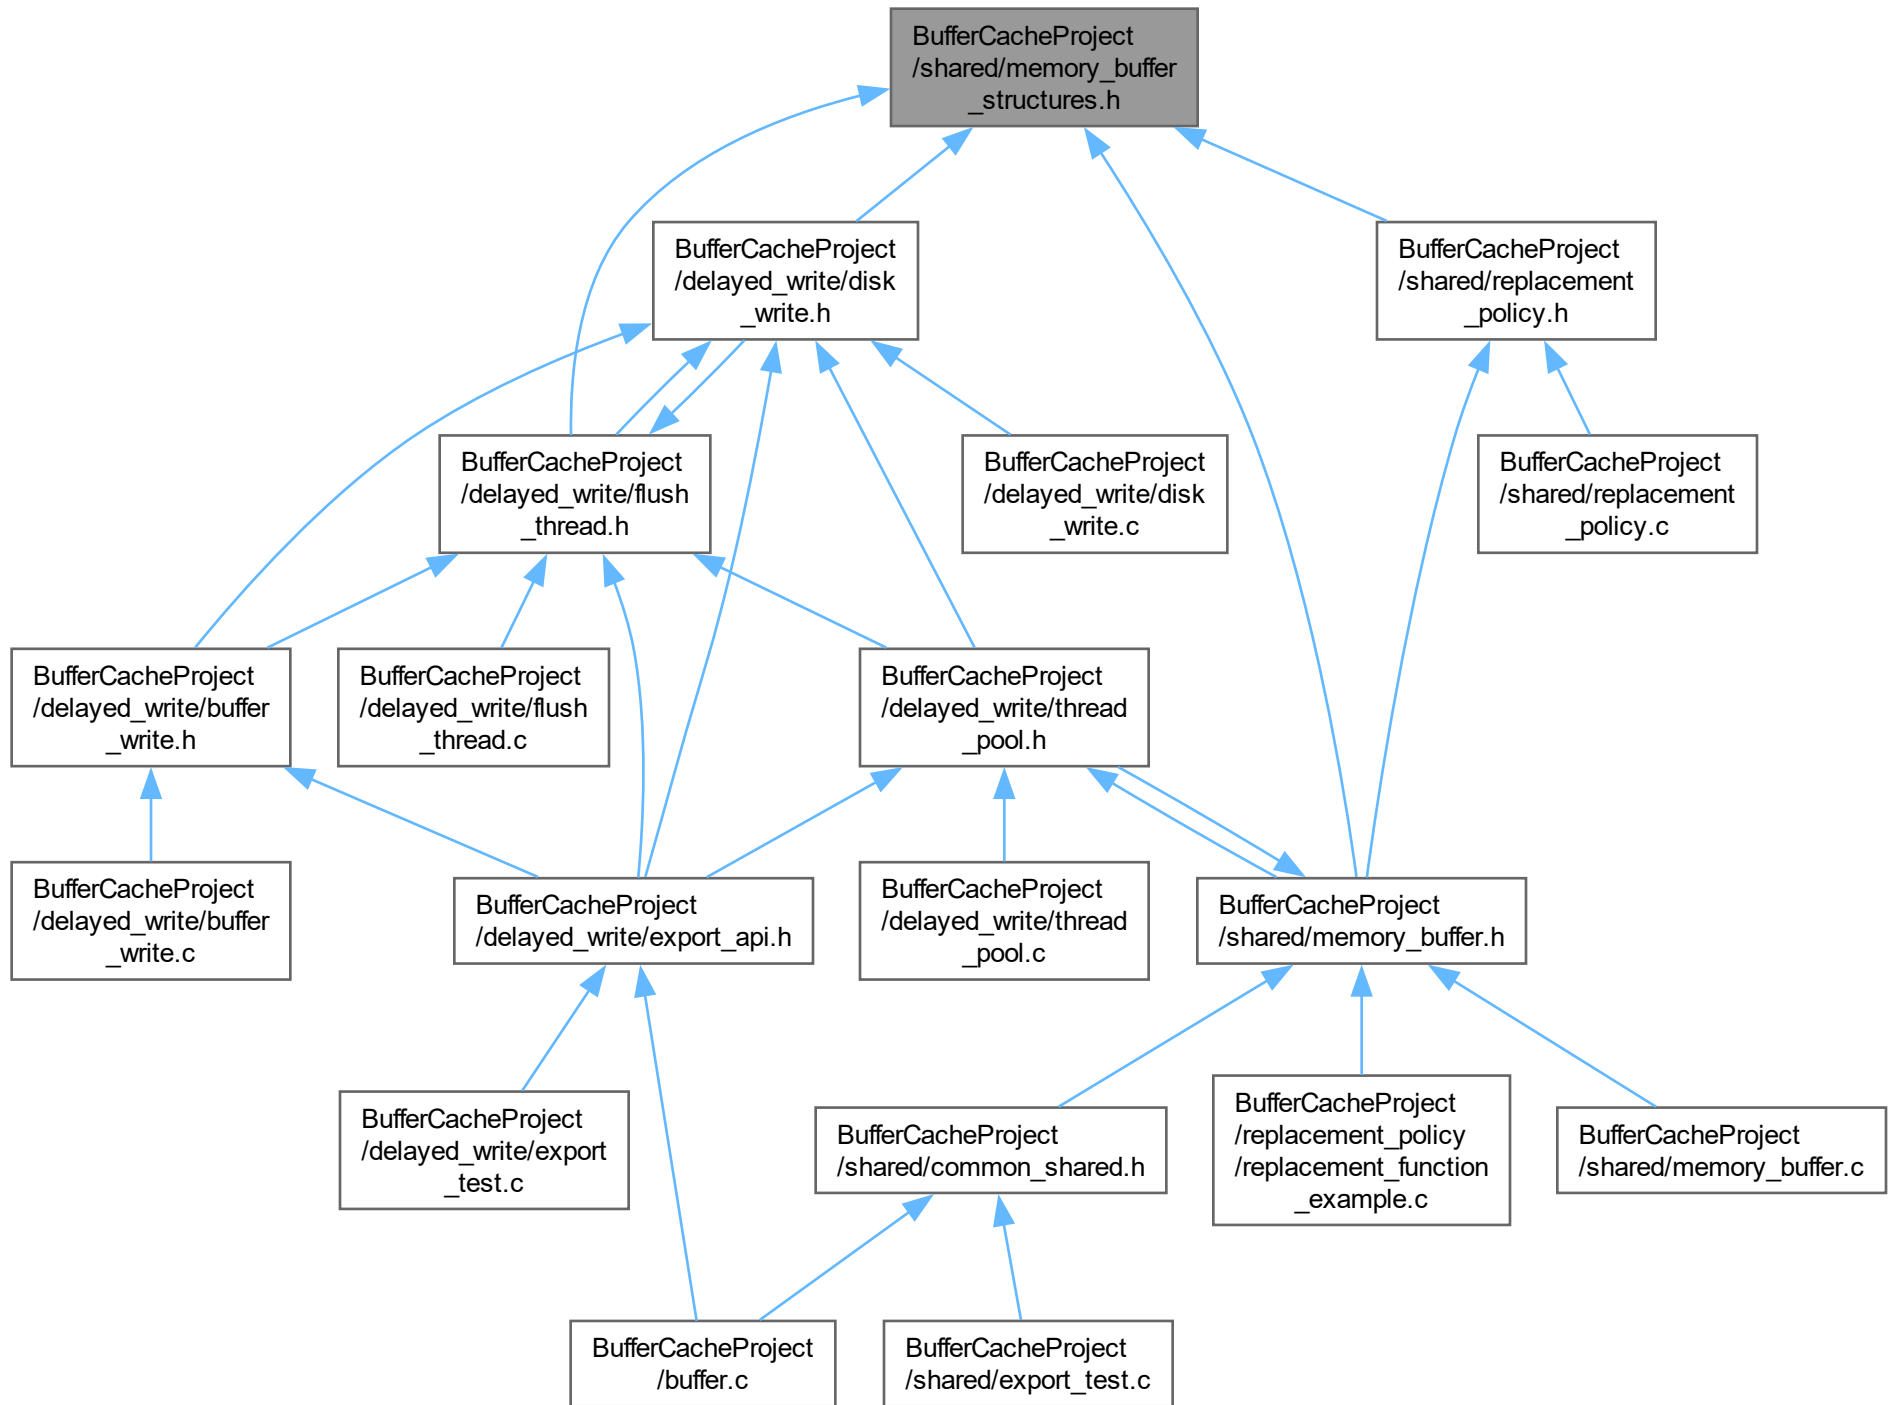 BufferCacheProject
/shared/memory_buffer
_structures.h
BufferCacheProject
/delayed_write/disk
_write.h
BufferCacheProject
/shared/replacement
_policy.h
BufferCacheProject
/delayed_write/flush
_thread.h
BufferCacheProject
/delayed_write/disk
_write.c
BufferCacheProject
/shared/replacement
_policy.c
BufferCacheProject
/delayed_write/buffer
_write.h
BufferCacheProject
/delayed_write/flush
_thread.c
BufferCacheProject
/delayed_write/thread
_pool.h
BufferCacheProject
/delayed_write/buffer
_write.c
BufferCacheProject
/delayed_write/export_api.h
BufferCacheProject
/delayed_write/thread
_pool.c
BufferCacheProject
/shared/memory_buffer.h
BufferCacheProject
/delayed_write/export
_test.c
BufferCacheProject
/shared/common_shared.h
BufferCacheProject
/replacement_policy
/replacement_function
_example.c
BufferCacheProject
/shared/memory_buffer.c
BufferCacheProject
/buffer.c
BufferCacheProject
/shared/export_test.c